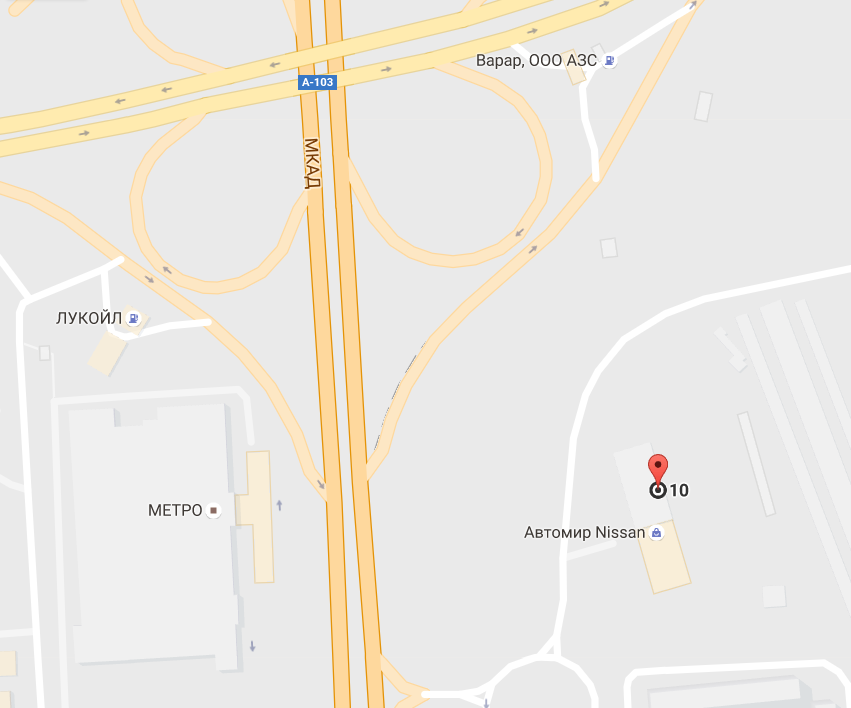 Варар, ООО АЗС
A-103
МКАД
ЛУКОЙЛ
10
МЕТРО
Автомир Nissan